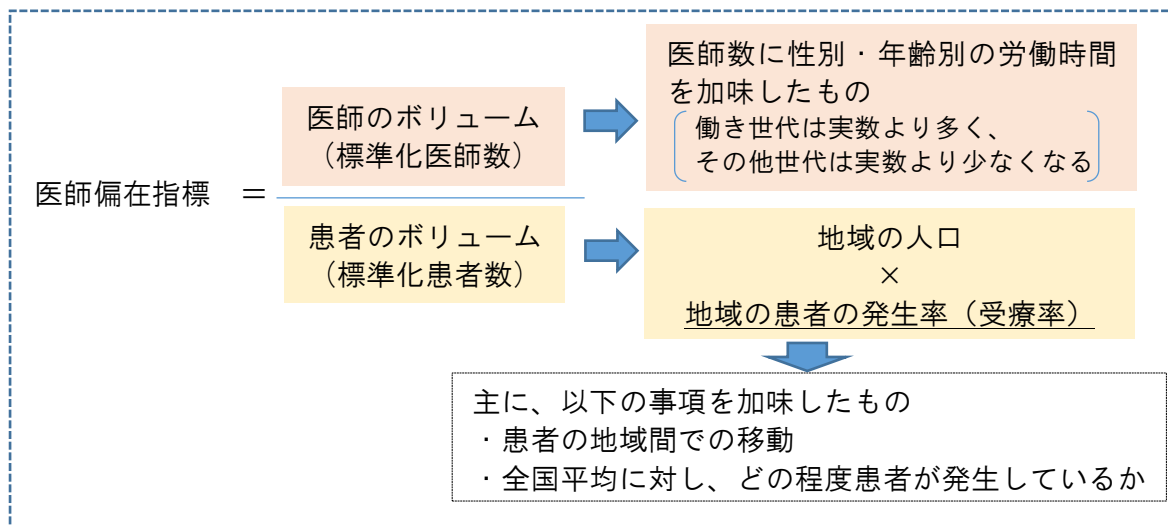 医師偏在指標 =
医師のボリューム
（標準化医師数）
医師数に性別・年齢別の労働時間
を加味したもの
働き世代は実数より多く、
その他世代は実数より少なくなる
患者のボリューム
（標準化患者数）
地域の人口
×
地域の患者の発生率（受療率）
主に、以下の事項を加味したもの
・患者の地域間での移動
・全国平均に対し、どの程度患者が発生しているか